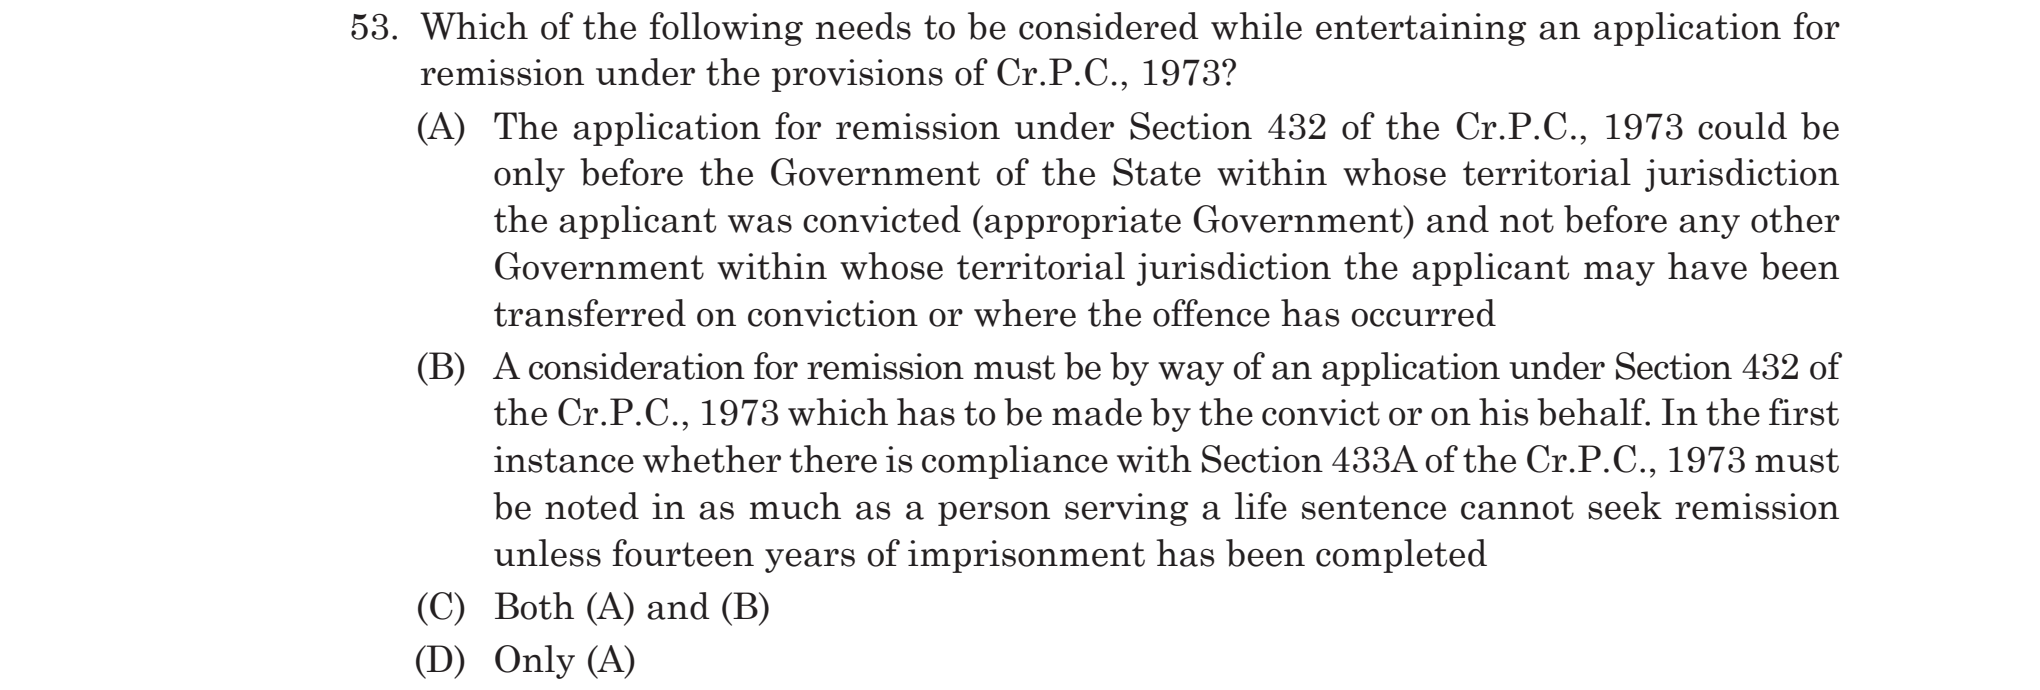 53. Which of the following needs to be considered while entertaining an application for
remission under the provisions of Cr.P.C., 1973?
(A) The application for remission under Section 432 of the Cr.P.C., 1973 could be
only before the Government of the State within whose territorial jurisdiction
the applicant was convicted (appropriate Government) and not before any other
Government within whose territorial jurisdiction the applicant may have been
transferred on conviction or where the offence has occurred
(B) A consideration for remission must be by way of an application under Section 432 of
the Cr.P.C., 1973 which has to be made by the convict or on his behalf. In the first
instance whether there is compliance with Section 433A of the Cr.P.C., 1973 must
be noted in as much as a person serving a life sentence cannot seek remission
unless fourteen years of imprisonment has been completed
(C) Both (A) and (B)
(D) Only (A)